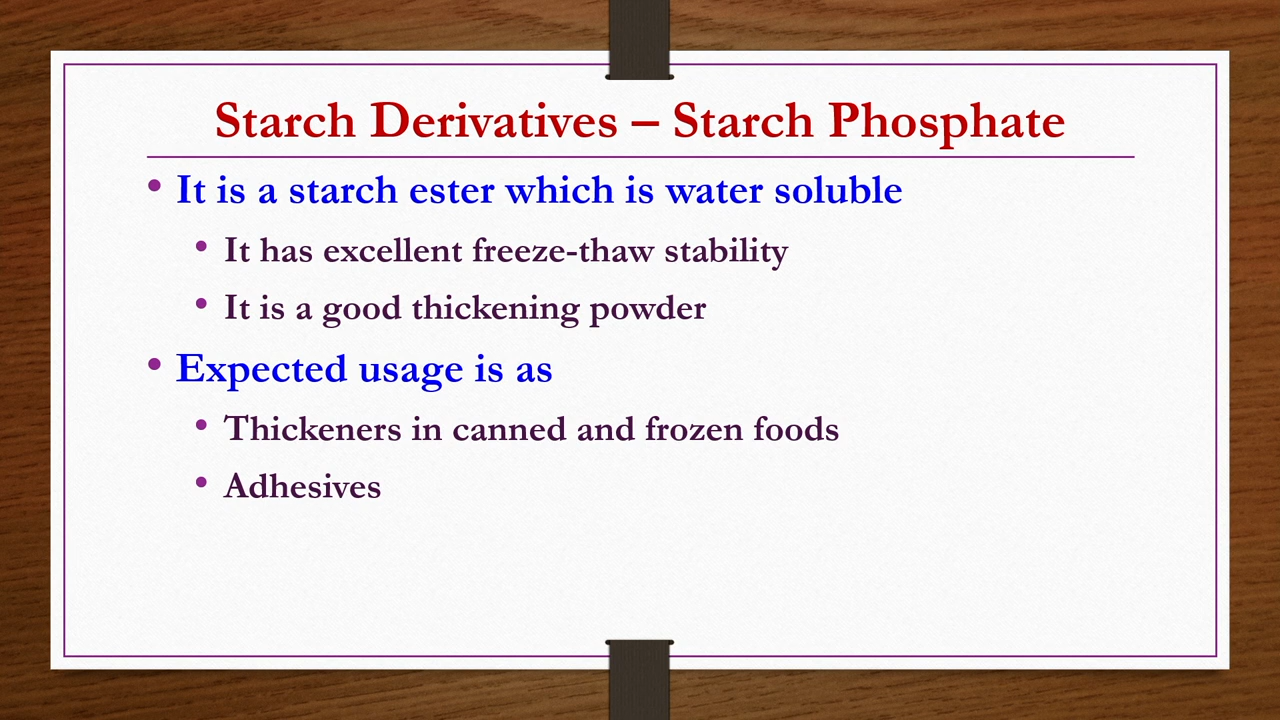 Starch Derivatives – Starch Phosphate
• It is a starch ester which is water soluble
• It has excellent freeze-thaw stability
• It is a good thickening powder
• Expected usage is as
• Thickeners in canned and frozen foods
• Adhesives